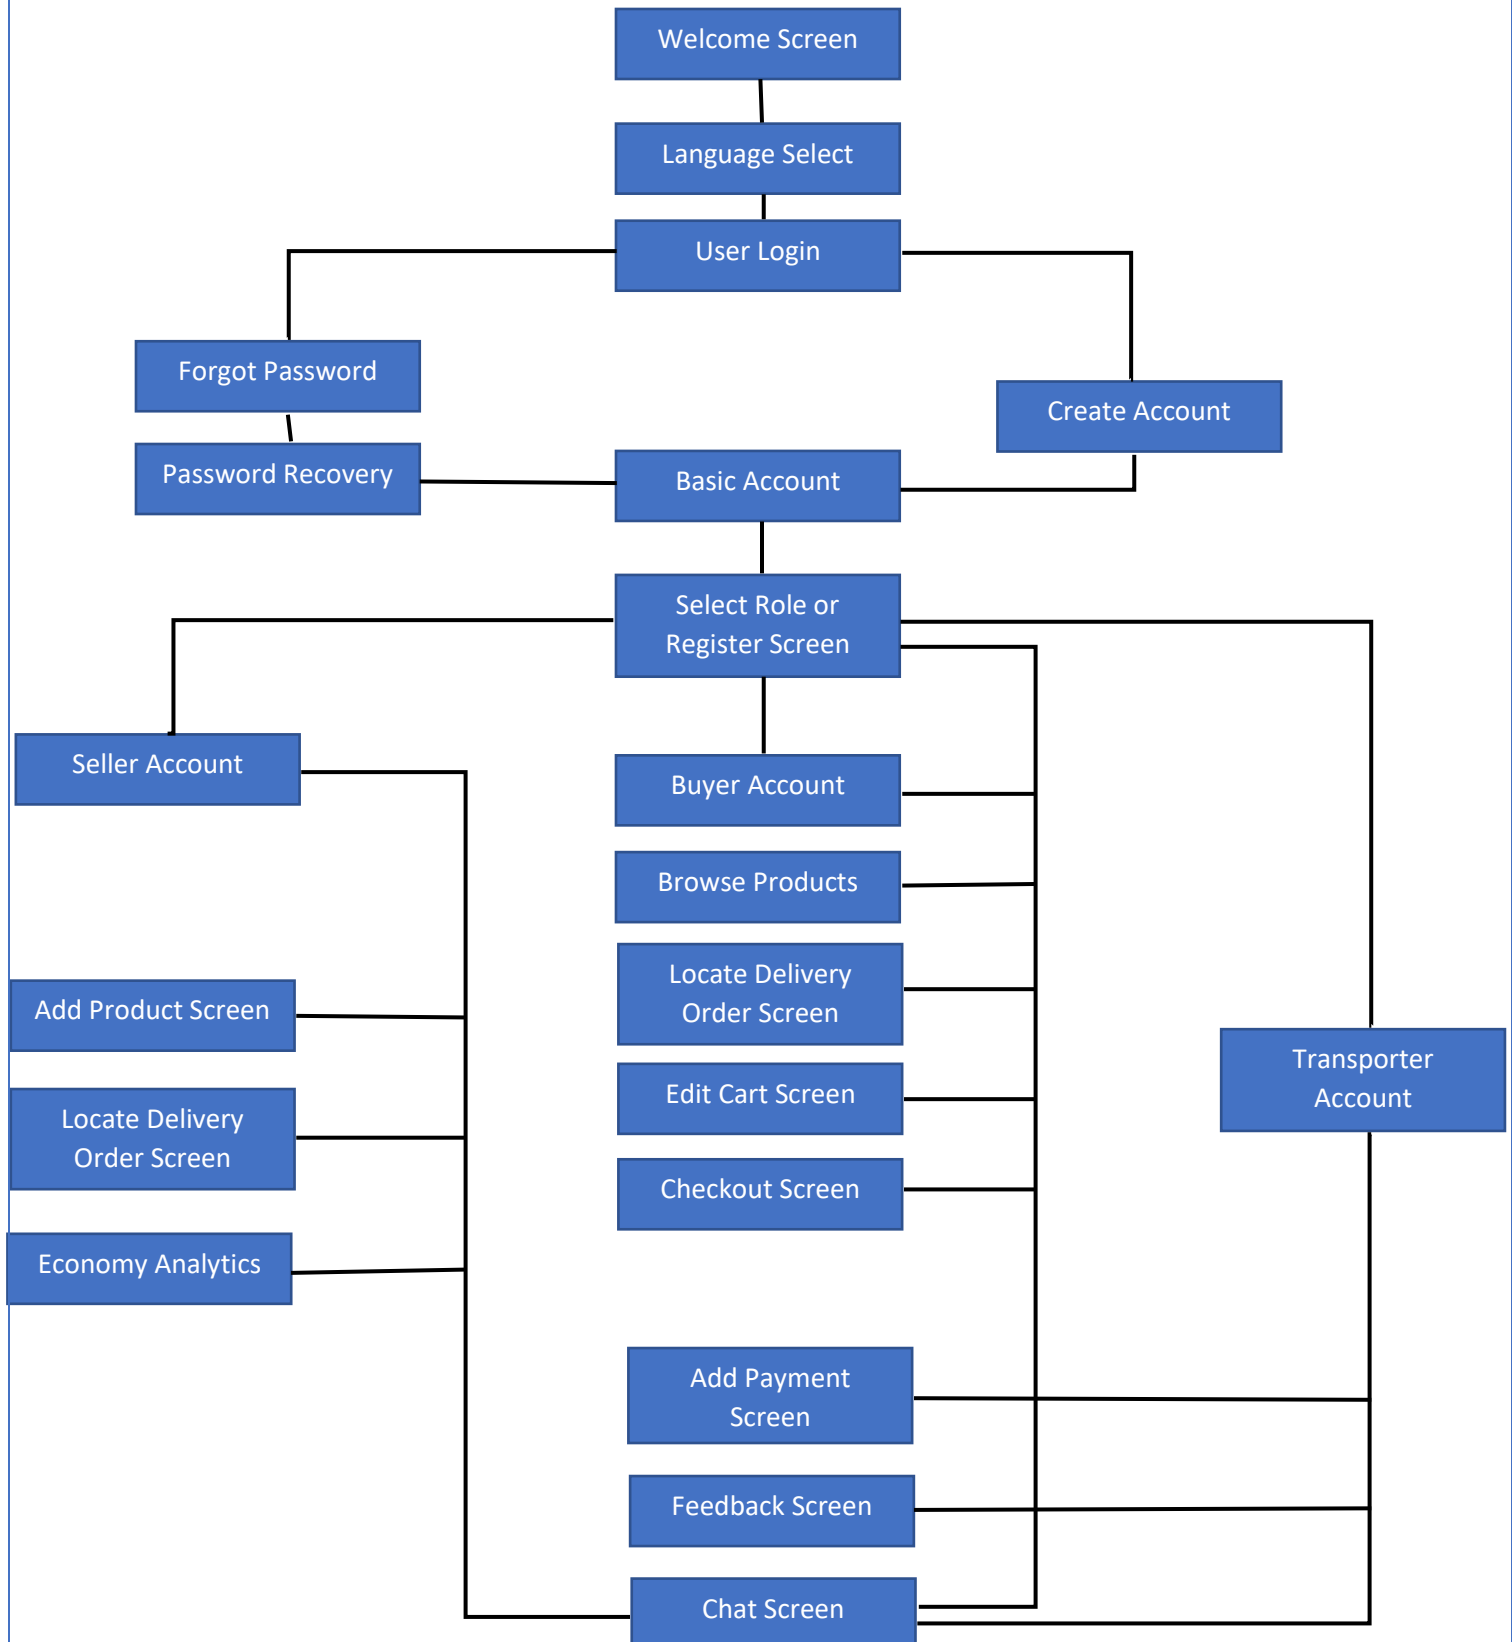 Welcome Screen
Language Select
User Login
Forgot Password
Create Account
Password Recovery
Basic Account
Select Role or
Register Screen
Seller Account
Buyer Account
Browse Products
Locate Delivery
Order Screen
Add Product Screen
Transporter
Account
Edit Cart Screen
Locate Delivery
Order Screen
Checkout Screen
Economy Analytics
Add Payment
Screen
Feedback Screen
Chat Screen